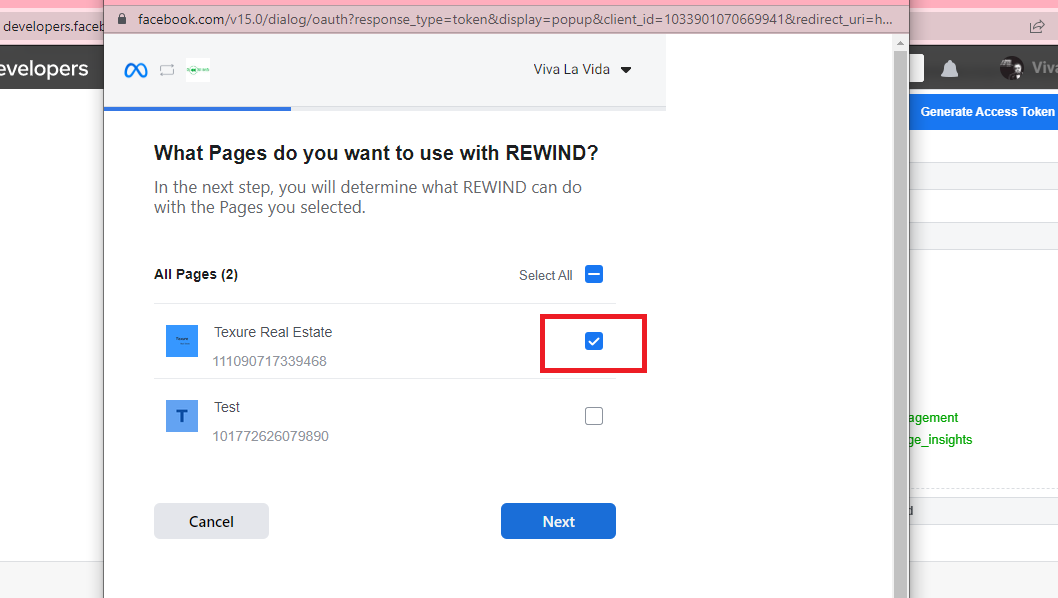 developers.faceb
facebook.com/v15.0/dialog/oauth?response_type=token&display=popup&client_id=1033901070669941&redirect_uri=h...
evelopers
Viva La Vida
Viva
Generate Access Token
What Pages do you want to use with REWIND?
In the next step, you will determine what REWIND can do
with the Pages you selected.
All Pages (2)
Select All
Texure Real Estate
111090717339468
T
Test
101772626079890
agement
ge_insights
d
Cancel
Next